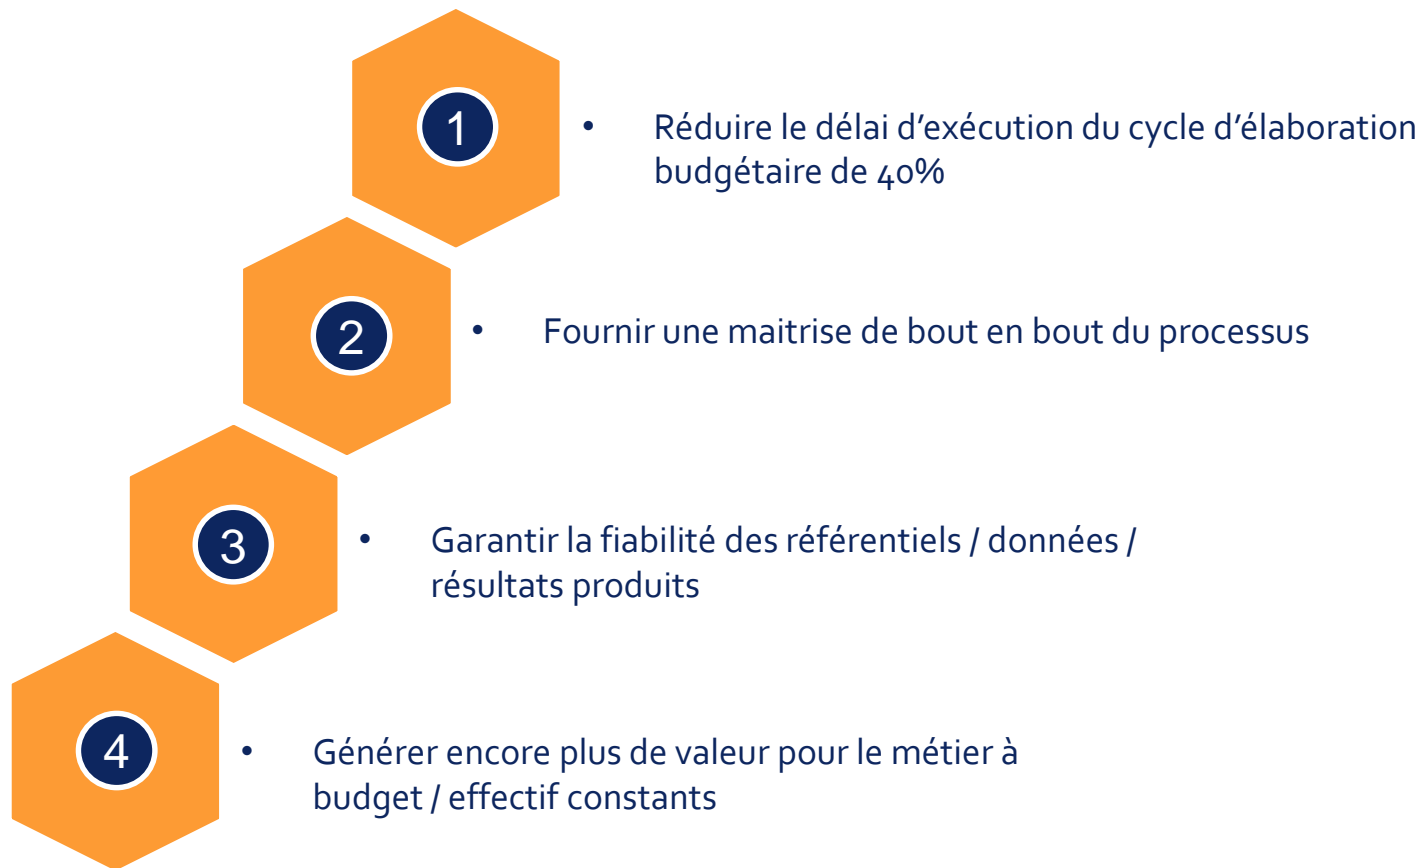 1
• Réduire le délai d’exécution du cycle d’élaboration
budgétaire de 40%
2
• Fournir une maitrise de bout en bout du processus
3
• Garantir la fiabilité des référentiels / données /
résultats produits
4
• Générer encore plus de valeur pour le métier à
budget / effectif constants